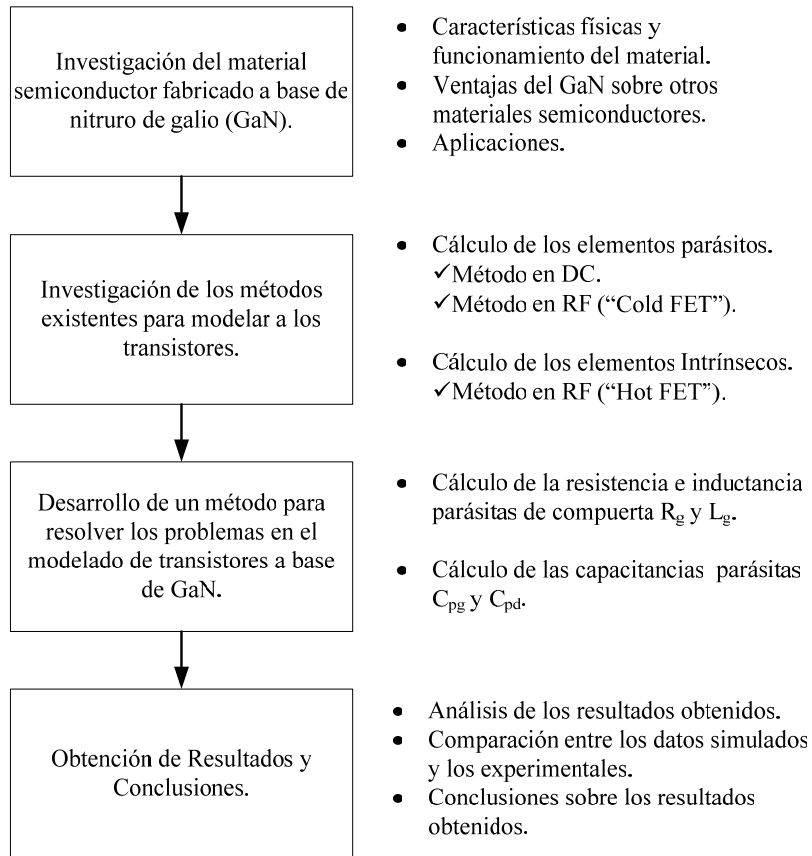 Investigación del material
semiconductor fabricado a base de
nitruro de galio (GaN).
• Características físicas y
funcionamiento del material.
• Ventajas del GaN sobre otros
materiales semiconductores.
• Aplicaciones.
Investigación de los métodos
existentes para modelar a los
transistores.
• Cálculo de los elementos parásitos.
✓Método en DC.
✓Método en RF (“Cold FET”).
• Cálculo de los elementos Intrínsecos.
✓Método en RF (“Hot FET”).
Desarrollo de un método para
resolver los problemas en el
modelado de transistores a base
de GaN.
• Cálculo de la resistencia e inductancia
parásitas de compuerta Rg y Lg.
• Cálculo de las capacitancias parásitas
Cpg y Cpd.
Obtención de Resultados y
Conclusiones.
• Análisis de los resultados obtenidos.
• Comparación entre los datos simulados
y los experimentales.
• Conclusiones sobre los resultados
obtenidos.